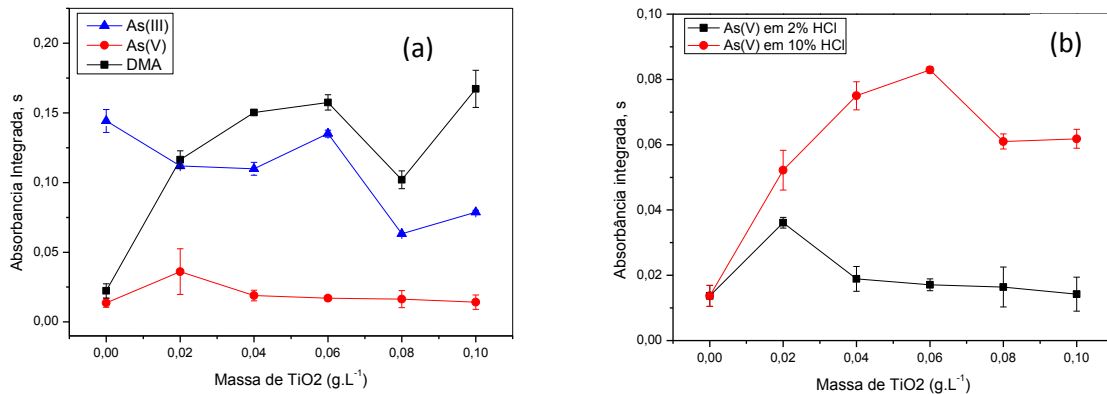 As(III)
As(V)
DMA
(a)
0,20
0,15
0,10
0,05
0,00
Absorbancia Integrada, s
0,00 0,02 0,04 0,06 0,08 0,10
Massa de TiO2 (g.L⁻¹)
As(V) em 2% HCl
As(V) em 10% HCl
(b)
0,10
0,08
0,06
0,04
0,02
0,00
Absorbância integrada, s
0,00 0,02 0,04 0,06 0,08 0,10
Massa de TiO2 (g.L⁻¹)